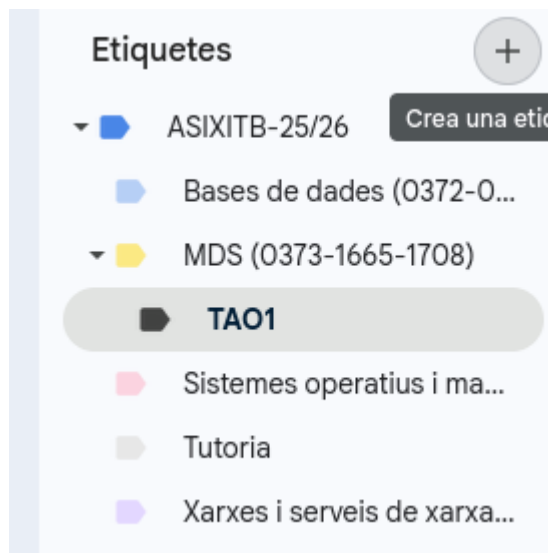 Etiquetes
+
Crea una etic
ASIXITB-25/26
Bases de dades (0372-0...
MDS (0373-1665-1708)
TAO1
Sistemes operatius i ma...
Tutoria
Xarxes i serveis de xarxa...